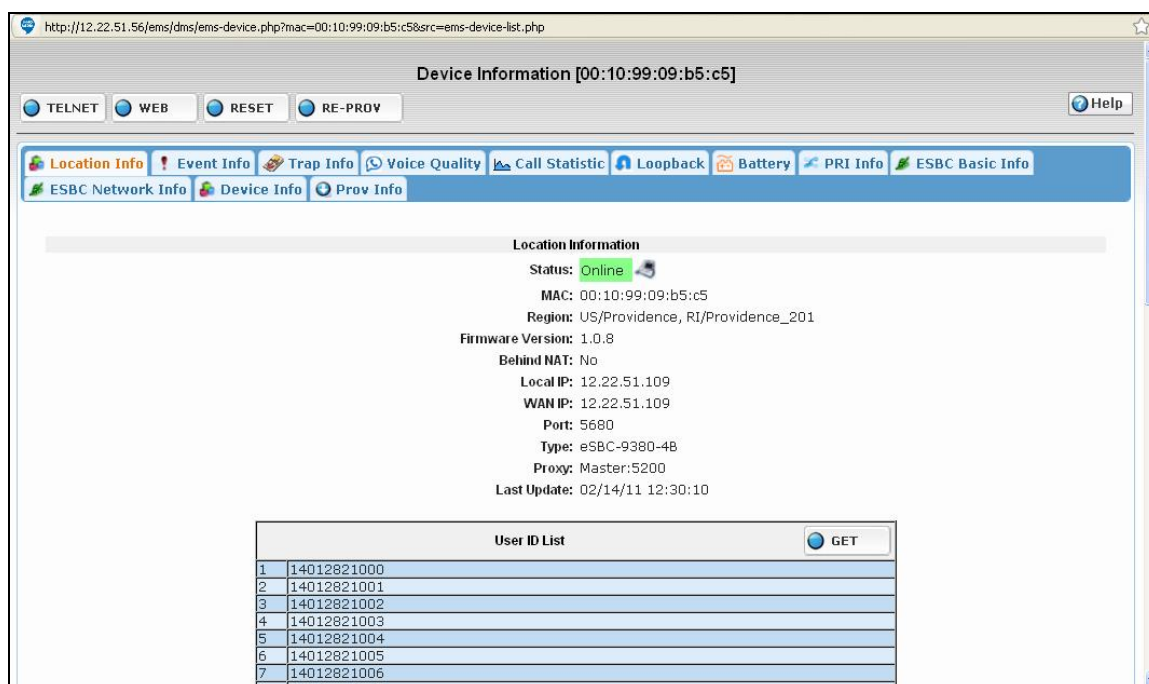 http://12.22.51.56/ems/dms/ems-device.php?mac=00:10:99:09:b5:c5&src=ems-device-list.php
Device Information [00:10:99:09:b5:c5]
TELNET WEB RESET RE-PROV Help
Location Info Event Info Trap Info Voice Quality Call Statistic Loopback Battery PRI Info ESBC Basic Info
ESBC Network Info Device Info Prov Info
Location Information
Status: Online
MAC: 00:10:99:09:b5:c5
Region: US/Providence, RI/Providence_201
Firmware Version: 1.0.8
Behind NAT: No
Local IP: 12.22.51.109
WAN IP: 12.22.51.109
Port: 5680
Type: eSBC-9380-4B
Proxy: Master:5200
Last Update: 02/14/11 12:30:10
User ID List GET
1 14012821000
2 14012821001
3 14012821002
4 14012821003
5 14012821004
6 14012821005
7 14012821006